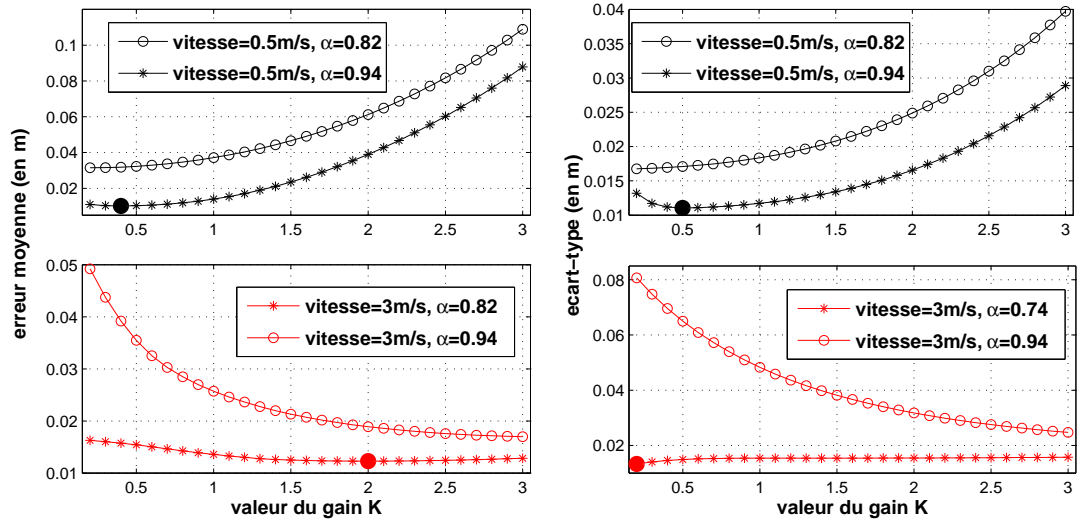 0.1
0.08
0.06
0.04
0.02
vitesse=0.5m/s, α=0.82
vitesse=0.5m/s, α=0.94
0.5 1 1.5 2 2.5 3
0.04
0.035
0.03
0.025
0.02
0.015
0.01
vitesse=0.5m/s, α=0.82
vitesse=0.5m/s, α=0.94
0.5 1 1.5 2 2.5 3
erreur moyenne (en m)
ecart-type (en m)
0.05
0.04
0.03
0.02
0.01
vitesse=3m/s, α=0.82
vitesse=3m/s, α=0.94
0.5 1 1.5 2 2.5 3
valeur du gain K
0.08
0.06
0.04
0.02
vitesse=3m/s, α=0.74
vitesse=3m/s, α=0.94
0.5 1 1.5 2 2.5 3
valeur du gain K